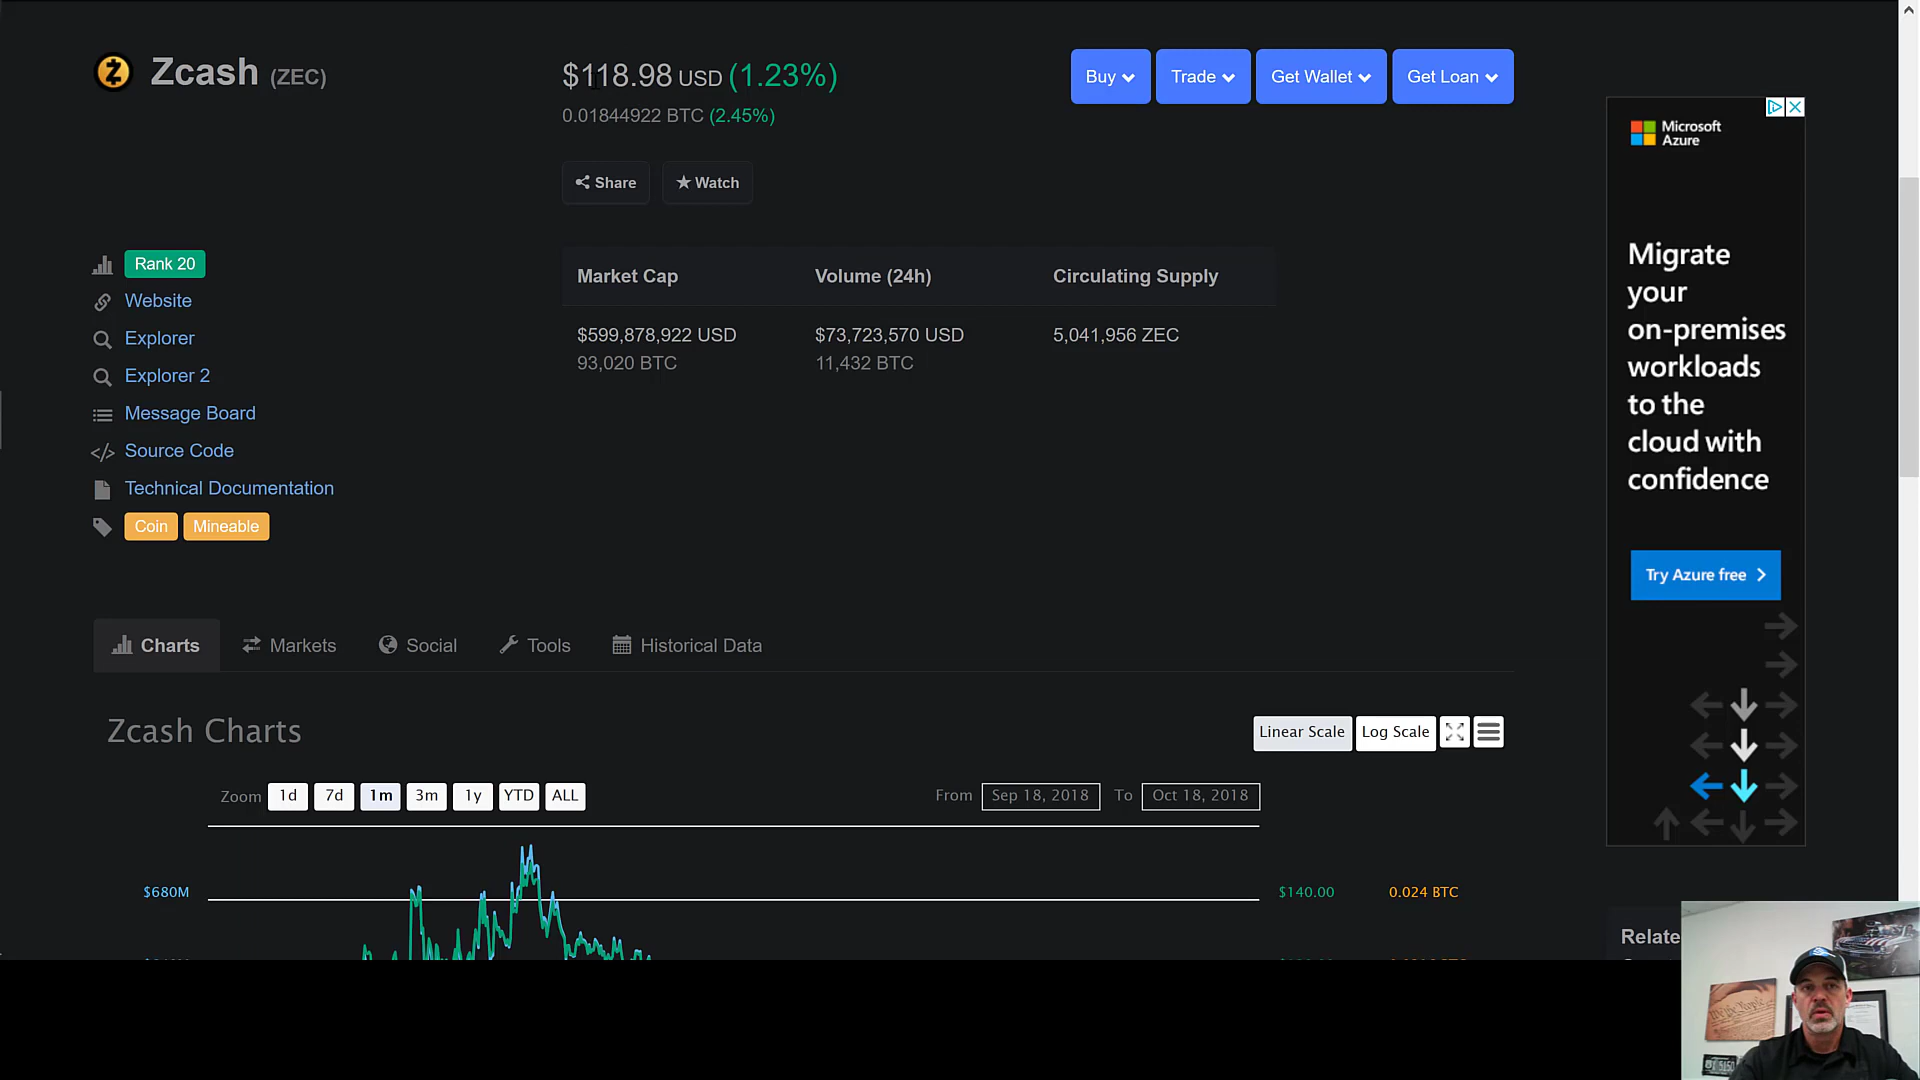 Zcash (ZEC)
$118.98 USD (1.23%)
0.01844922 BTC (2.45%)
Buy
Trade
Get Wallet
Get Loan
Share
Watch
Rank 20
Website
Explorer
Explorer 2
Message Board
Source Code
Technical Documentation
Coin
Mineable
Market Cap
Volume (24h)
Circulating Supply
$599,878,922 USD
$73,723,570 USD
5,041,956 ZEC
93,020 BTC
11,432 BTC
Microsoft
Azure
Migrate
your
on-premises
workloads
to the
cloud with
confidence
Try Azure free
Charts
Markets
Social
Tools
Historical Data
Zcash Charts
Linear Scale
Log Scale
Zoom
1d
7d
1m
3m
1y
YTD
ALL
From
Sep 18, 2018
To
Oct 18, 2018
$680M
$140.00
0.024 BTC
Relate